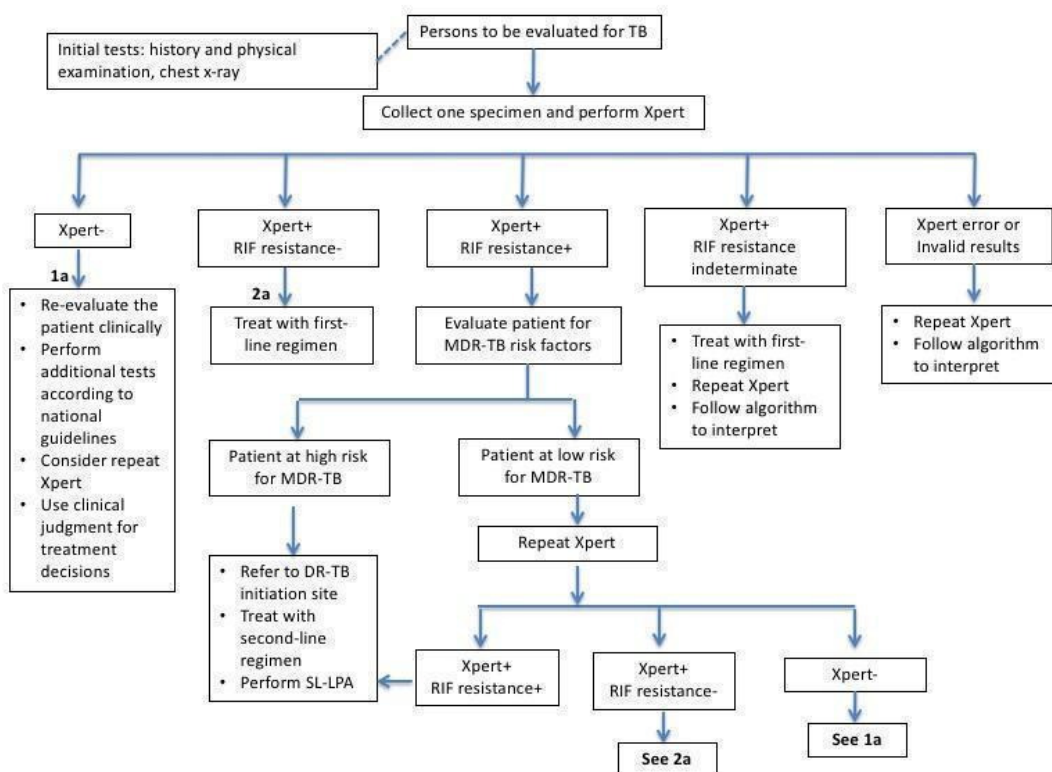 Persons to be evaluated for TB
Initial tests: history and physical
examination, chest x-ray
Collect one specimen and perform Xpert
Xpert-
Xpert+
RIF resistance-
Xpert+
RIF resistance+
Xpert+
RIF resistance
indeterminate
Xpert error or
Invalid results
1a
• Re-evaluate the
patient clinically
• Perform
additional tests
according to
national
guidelines
• Consider repeat
Xpert
• Use clinical
judgment for
treatment
decisions
2a
Treat with first-
line regimen
Evaluate patient for
MDR-TB risk factors
• Treat with first-
line regimen
• Repeat Xpert
• Follow algorithm
to interpret
• Repeat Xpert
• Follow algorithm
to interpret
Patient at high risk
for MDR-TB
Patient at low risk
for MDR-TB
Repeat Xpert
• Refer to DR-TB
initiation site
• Treat with
second-line
regimen
• Perform SL-LPA
Xpert+
RIF resistance+
Xpert+
RIF resistance-
Xpert-
See 2a
See 1a